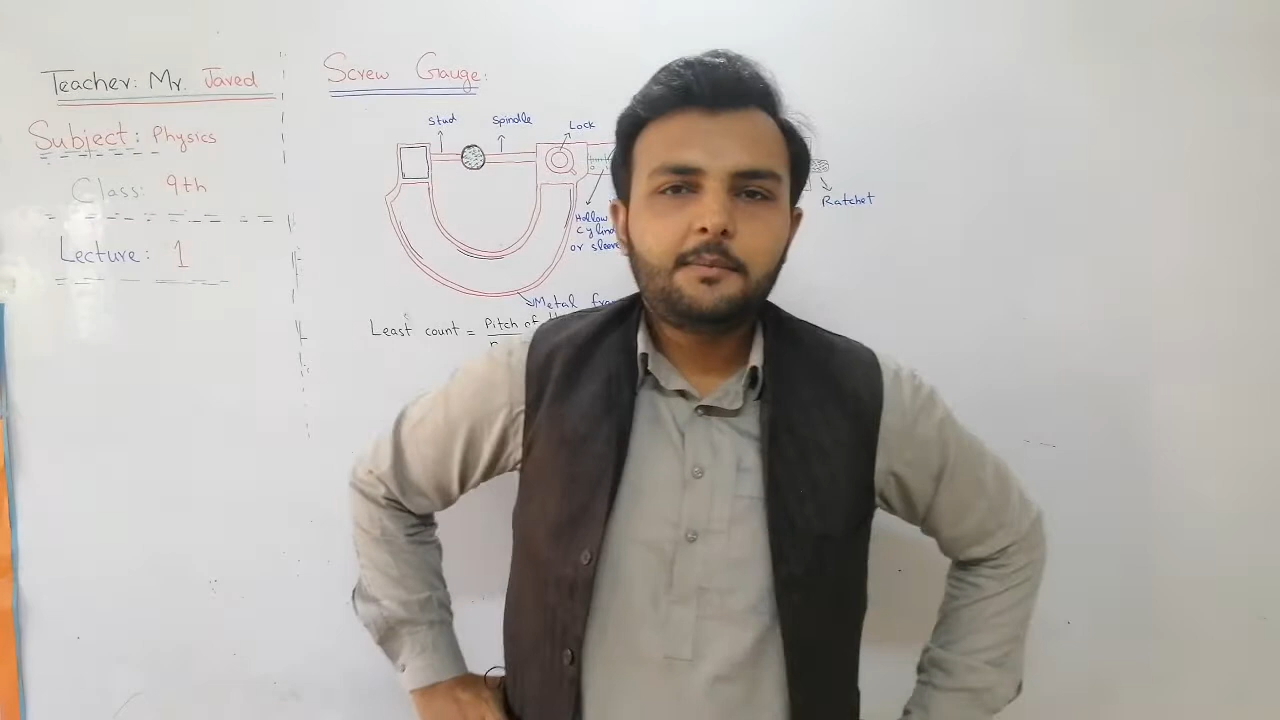 Teacher: Mr. Javed
Subject: Physics
Class: 9th
Lecture: 1
Screw Gauge:
Stud
Spindle
Lock
Ratchet
Hollow
or sleeve
Metal
Least count = Pitch of